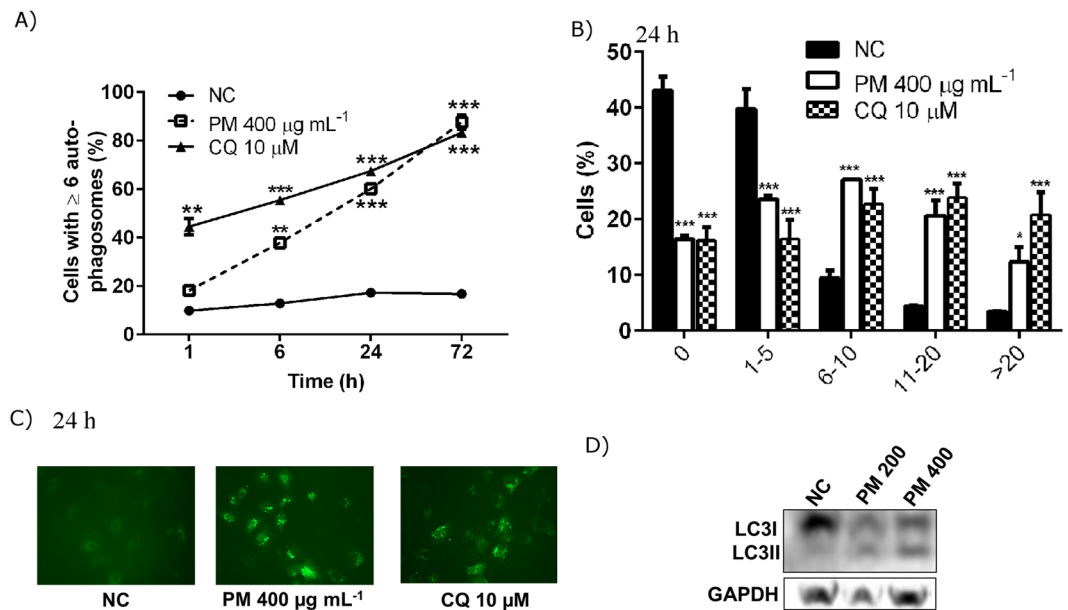 A)
NC
PM 400 μg mL⁻¹
CQ 10 μM
Cells with ≥ 6 auto-
phagosomes (%)
100
80
60
40
20
0
**
***
***
***
**
***
***
1
6
24
72
Time (h)
B)
24 h
NC
PM 400 μg mL⁻¹
CQ 10 μM
Cells (%)
50
40
30
20
10
0
*** ***
*** ***
*** ***
*** ***
* ***
0
1-5
6-10
11-20
>20
C) 24 h
NC
PM 400 μg mL⁻¹
CQ 10 μM
D)
NC
PM 200
PM 400
LC3I
LC3II
GAPDH